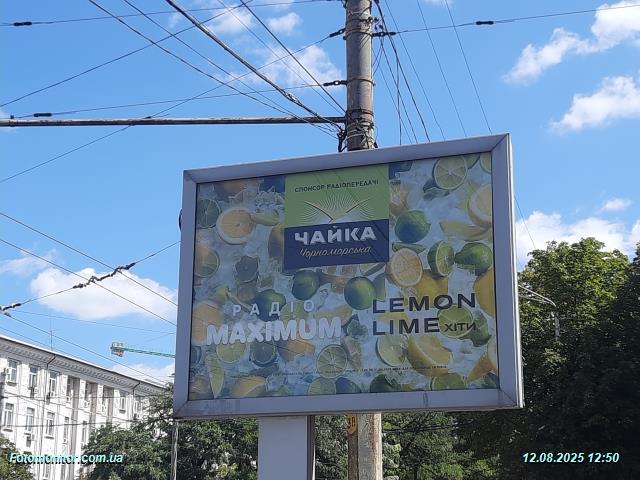 СПОНСОР РАДІОПЕРЕДАЧІ
ЧАЙКА
Чорноморська
РАДІО
MAXIMUM
LEMON
LIME ХІТИ
Fotomonitor.com.ua
12.08.2025 12:50